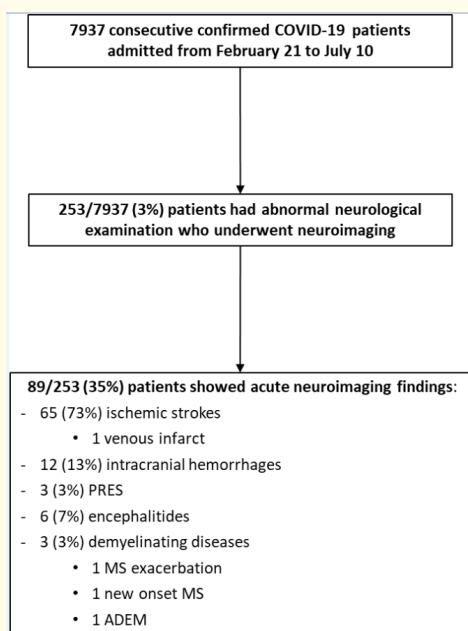 7937 consecutive confirmed COVID-19 patients
admitted from February 21 to July 10
253/7937 (3%) patients had abnormal neurological
examination who underwent neuroimaging
89/253 (35%) patients showed acute neuroimaging findings:
- 65 (73%) ischemic strokes
• 1 venous infarct
- 12 (13%) intracranial hemorrhages
- 3 (3%) PRES
- 6 (7%) encephalitides
- 3 (3%) demyelinating diseases
• 1 MS exacerbation
• 1 new onset MS
• 1 ADEM